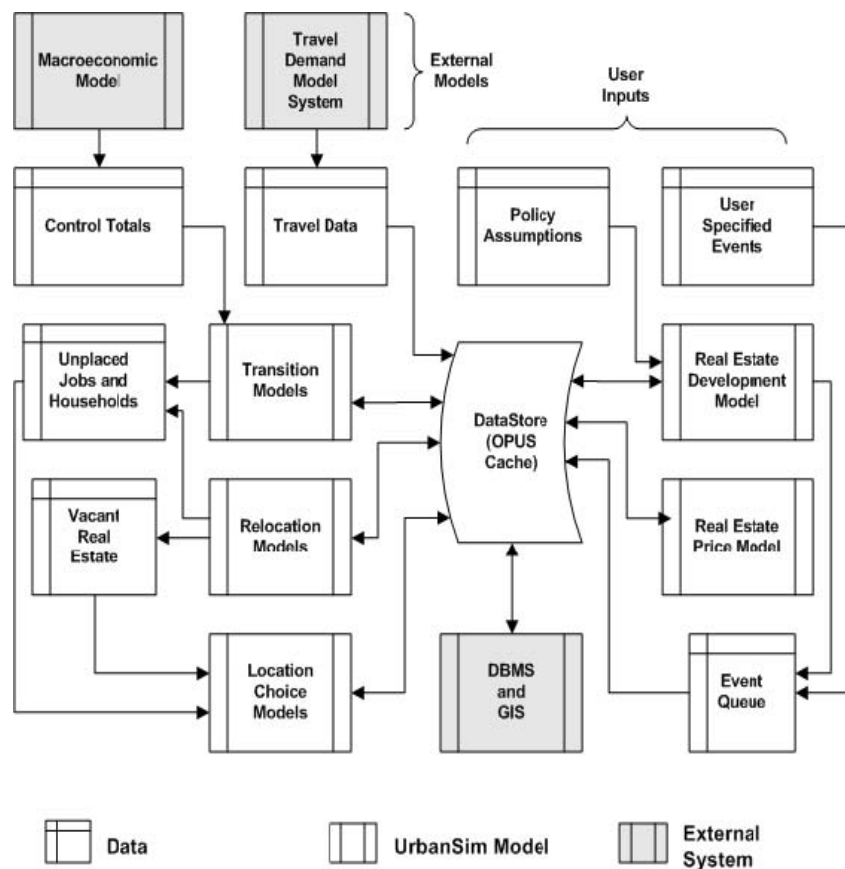 Macroeconomic
Model
Travel
Demand
Model
System
External
Models
User
Inputs
Control Totals
Travel Data
Policy
Assumptions
User
Specified
Events
Unplaced
Jobs and
Households
Transition
Models
DataStore
(OPUS
Cache)
Real Estate
Development
Model
Vacant
Real
Estate
Relocation
Models
Real Estate
Price Model
Location
Choice
Models
DBMS
and
GIS
Event
Queue
Data
UrbanSim Model
External
System